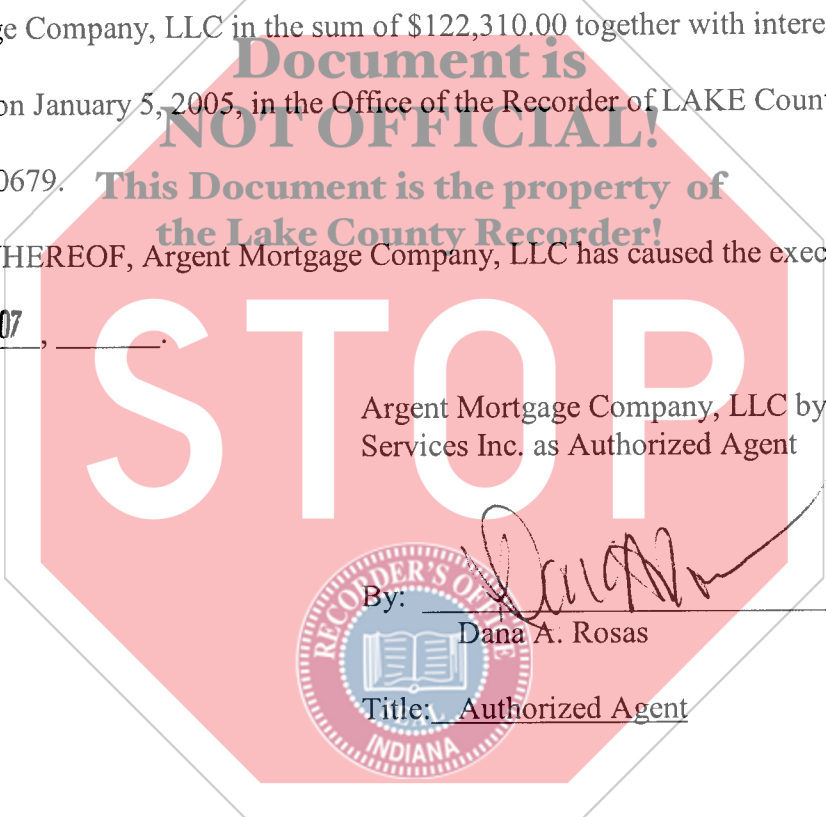 ge Company, LLC in the sum of $122,310.00 together with intere
Document is
on January 5, 2005, in the Office of the Recorder of LAKE Coun
NOT OFFICIAL!
0679.
This Document is the property of
the Lake County Recorder!
HEREOF, Argent Mortgage Company, LLC has caused the exec
07, .
STOP
Argent Mortgage Company, LLC by
Services Inc. as Authorized Agent
RECORDER'S OFFICE
By:
Dana A. Rosas
Title: Authorized Agent
SEAL
INDIANA